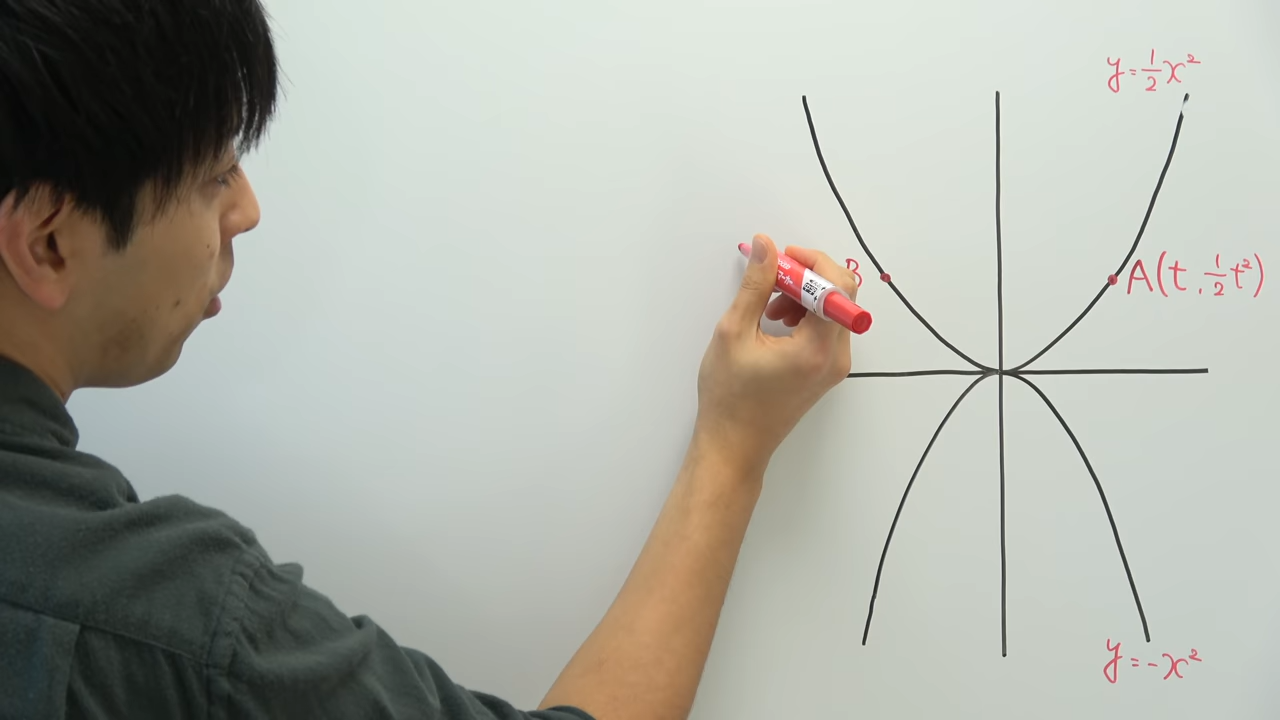 y=½x²
B
A(t,½t²)
y=-x²